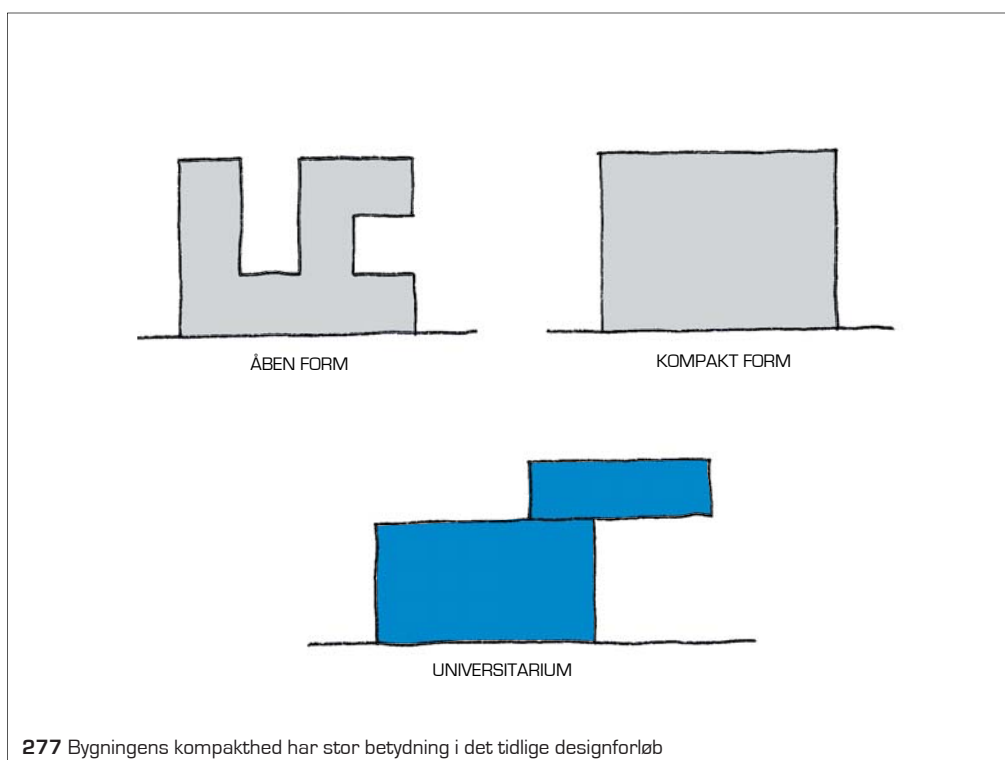 ÅBEN FORM
KOMPAKT FORM
UNIVERSITARIUM
277 Bygningens kompakthed har stor betydning i det tidlige designforløb